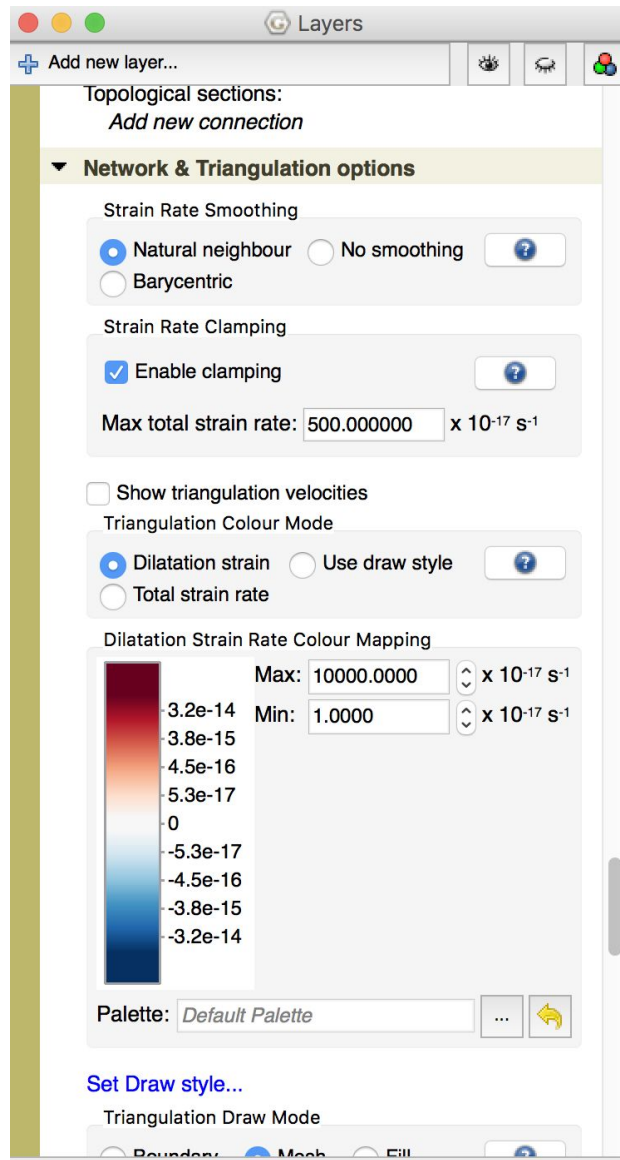 Layers
Add new layer...
Topological sections:
Add new connection
Network & Triangulation options
Strain Rate Smoothing
Natural neighbour No smoothing ?
Barycentric
Strain Rate Clamping
Enable clamping ?
Max total strain rate: 500.000000 x 10⁻¹⁷ s⁻¹
Show triangulation velocities
Triangulation Colour Mode
Dilatation strain Use draw style ?
Total strain rate
Dilatation Strain Rate Colour Mapping
Max: 10000.0000 x 10⁻¹⁷ s⁻¹
Min: 1.0000 x 10⁻¹⁷ s⁻¹
3.2e-14
3.8e-15
4.5e-16
5.3e-17
0
-5.3e-17
-4.5e-16
-3.8e-15
-3.2e-14
Palette: Default Palette ...
Set Draw style...
Triangulation Draw Mode
Boundary Mesh Fill ?